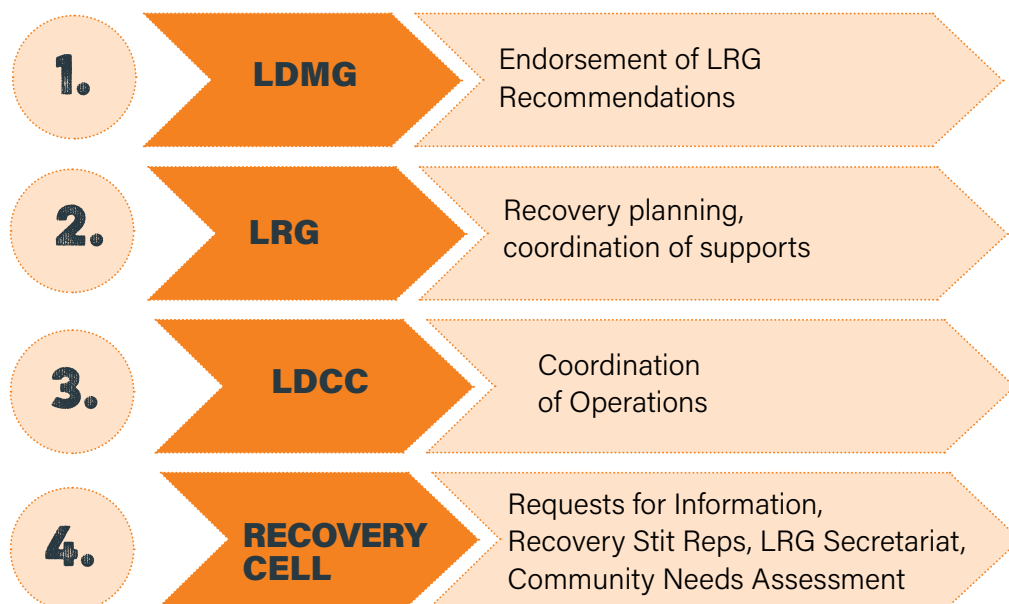 1.
LDMG
Endorsement of LRG
Recommendations
2.
LRG
Recovery planning,
coordination of supports
3.
LDCC
Coordination
of Operations
4.
RECOVERY
CELL
Requests for Information,
Recovery Stit Reps, LRG Secretariat,
Community Needs Assessment